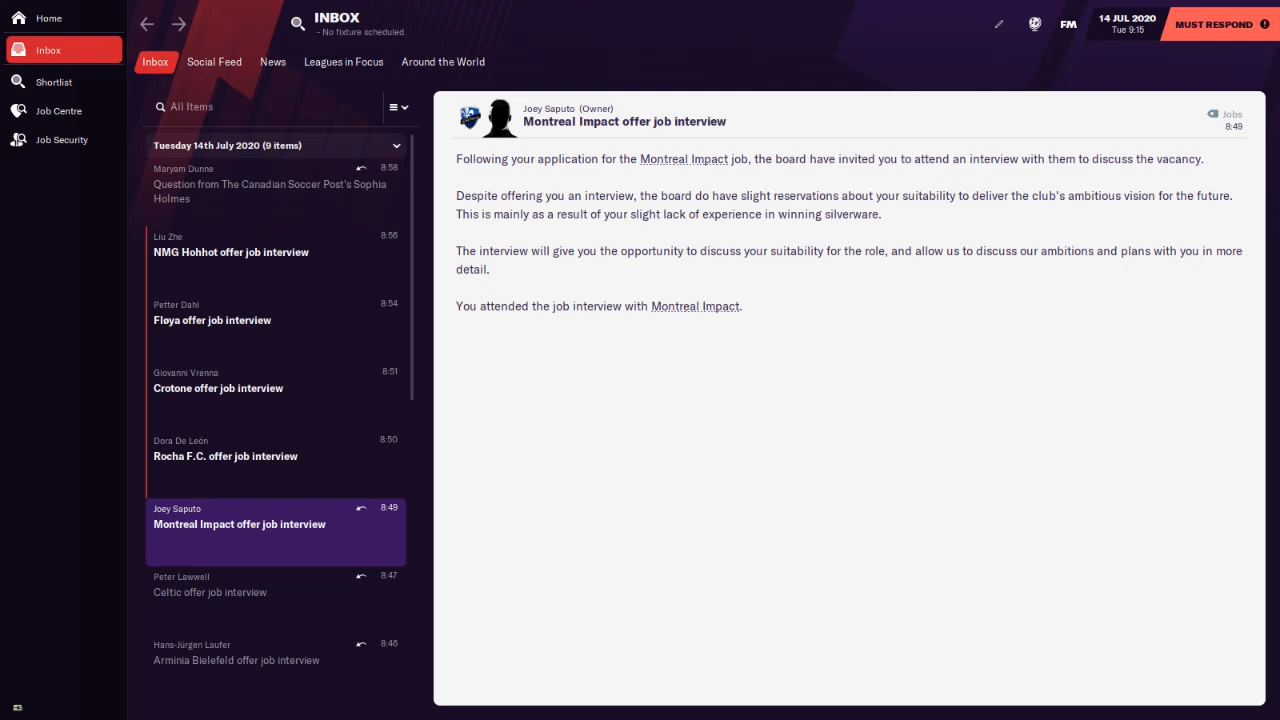 Home
Inbox
Shortlist
Job Centre
Job Security
INBOX
- No fixture scheduled.
FM
14 JUL 2020
Tue 9:15
MUST RESPOND
Inbox
Social Feed
News
Leagues in Focus
Around the World
All Items
Tuesday 14th July 2020 (9 items)
Maryam Dunne
8:58
Question from The Canadian Soccer Post's Sophia
Holmes
Liu Zhe
8:56
NMG Hohhot offer job interview
Petter Dahl
8:54
Fløya offer job interview
Giovanni Vrenna
8:51
Crotone offer job interview
Dora De León
8:50
Rocha F.C. offer job interview
Joey Saputo
8:49
Montreal Impact offer job interview
Peter Lawwell
8:47
Celtic offer job interview
Hans-Jürgen Laufer
8:46
Arminia Bielefeld offer job interview
Joey Saputo (Owner)
Montreal Impact offer job interview
Jobs
8:49
Following your application for the Montreal Impact job, the board have invited you to attend an interview with them to discuss the vacancy.
Despite offering you an interview, the board do have slight reservations about your suitability to deliver the club's ambitious vision for the future.
This is mainly as a result of your slight lack of experience in winning silverware.
The interview will give you the opportunity to discuss your suitability for the role, and allow us to discuss our ambitions and plans with you in more
detail.
You attended the job interview with Montreal Impact.